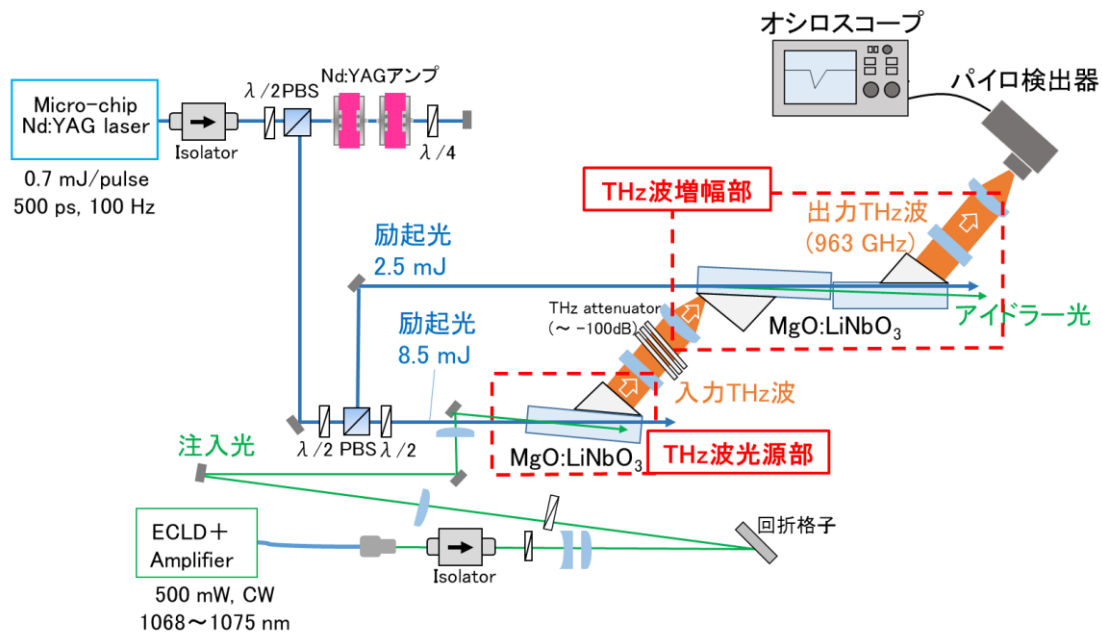 オシロスコープ
パイロ検出器
Nd:YAGアンプ
λ/2 PBS
Micro-chip
Nd:YAG laser
Isolator
λ/4
0.7 mJ/pulse
500 ps, 100 Hz
THz波増幅部
出力THz波
(963 GHz)
励起光
2.5 mJ
THz attenuator
(~ -100dB)
アイドラー光
MgO:LiNbO3
励起光
8.5 mJ
入力THz波
λ/2 PBS λ/2
注入光
MgO:LiNbO3
THz波光源部
回折格子
ECLD+
Amplifier
Isolator
500 mW, CW
1068~1075 nm